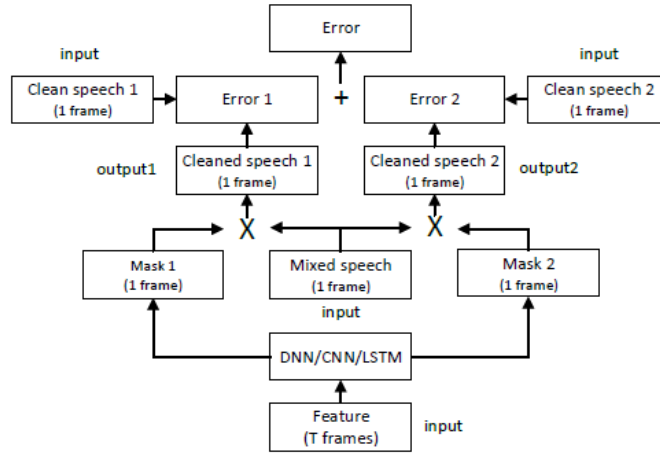 Error
input
input
Clean speech 1
(1 frame)
Error 1
+
Error 2
Clean speech 2
(1 frame)
output1
Cleaned speech 1
(1 frame)
Cleaned speech 2
(1 frame)
output2
X
X
Mask 1
(1 frame)
Mixed speech
(1 frame)
Mask 2
(1 frame)
input
DNN/CNN/LSTM
Feature
(T frames)
input